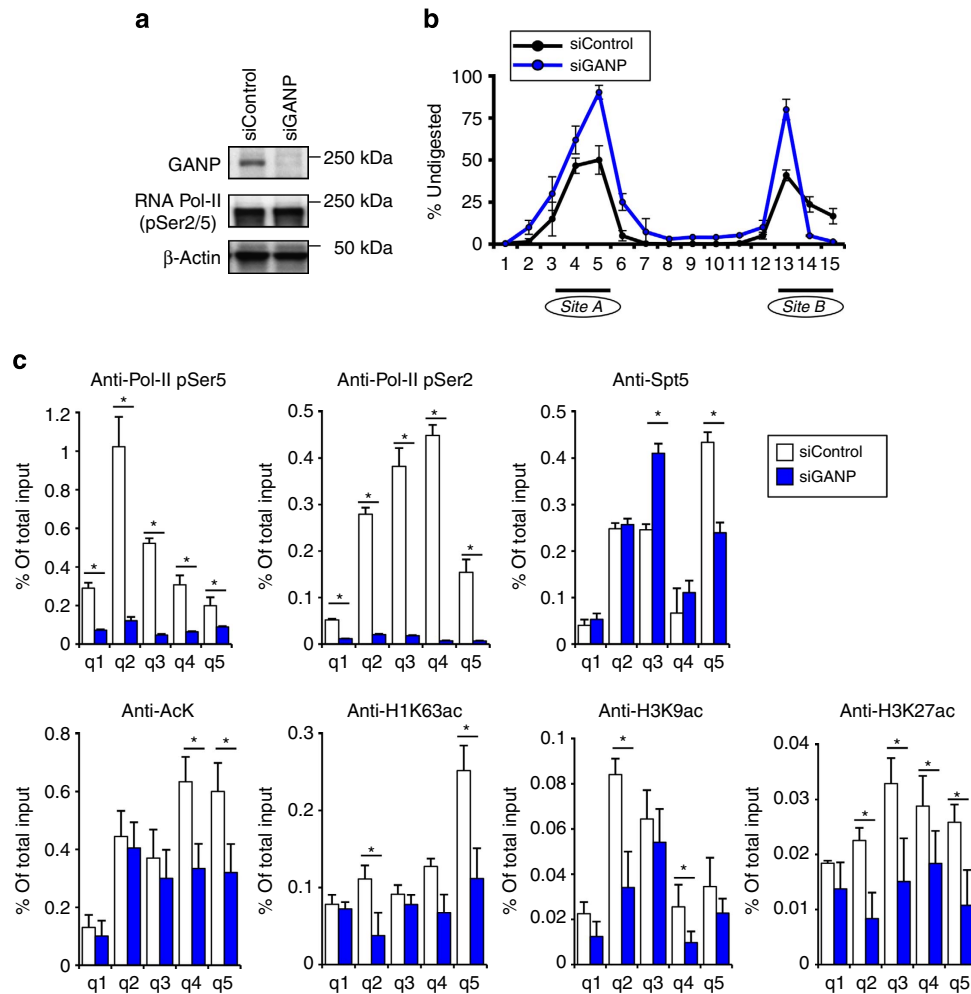 a
siControl
siGANP
GANP
250 kDa
RNA Pol-II
(pSer2/5)
250 kDa
β-Actin
50 kDa
b
siControl
siGANP
% Undigested
100
75
50
25
0
1 2 3 4 5 6 7 8 9 10 11 12 13 14 15
Site A
Site B
c
Anti-Pol-II pSer5
% Of total input
1.2
1
0.8
0.6
0.4
0.2
0
* * * * *
q1 q2 q3 q4 q5
Anti-Pol-II pSer2
% Of total input
0.5
0.4
0.3
0.2
0.1
0
* * * * *
q1 q2 q3 q4 q5
Anti-Spt5
% Of total input
0.5
0.4
0.3
0.2
0.1
0
* *
q1 q2 q3 q4 q5
siControl
siGANP
Anti-AcK
% Of total input
0.8
0.6
0.4
0.2
0
* *
q1 q2 q3 q4 q5
Anti-H1K63ac
% Of total input
0.3
0.2
0.1
0
* *
q1 q2 q3 q4 q5
Anti-H3K9ac
% Of total input
0.1
0.08
0.06
0.04
0.02
0
* *
q1 q2 q3 q4 q5
Anti-H3K27ac
% Of total input
0.04
0.03
0.02
0.01
0
* * * *
q1 q2 q3 q4 q5